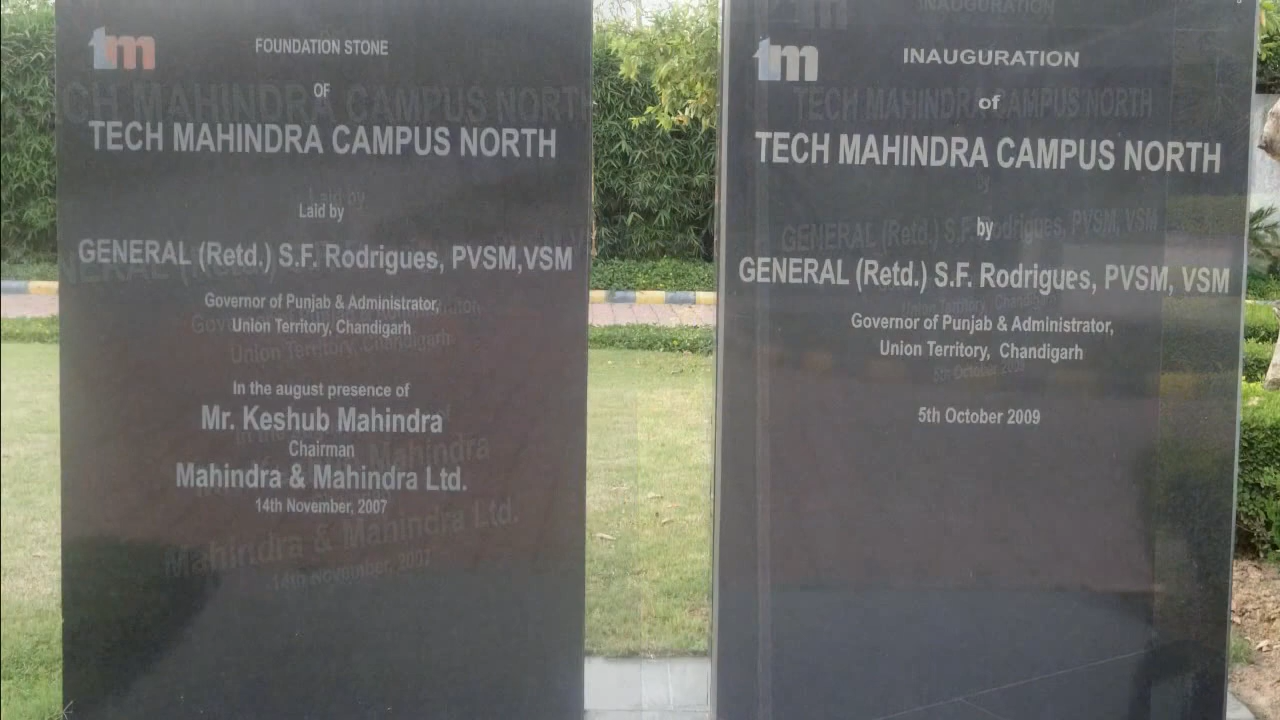 tm
FOUNDATION STONE
OF
TECH MAHINDRA CAMPUS NORTH
Laid by
GENERAL (Retd.) S.F. Rodrigues, PVSM,VSM
Governor of Punjab & Administrator,
Union Territory, Chandigarh
In the august presence of
Mr. Keshub Mahindra
Chairman
Mahindra & Mahindra Ltd.
14th November, 2007
tm
INAUGURATION
of
TECH MAHINDRA CAMPUS NORTH
by
GENERAL (Retd.) S.F. Rodrigues, PVSM, VSM
Governor of Punjab & Administrator,
Union Territory, Chandigarh
5th October 2009